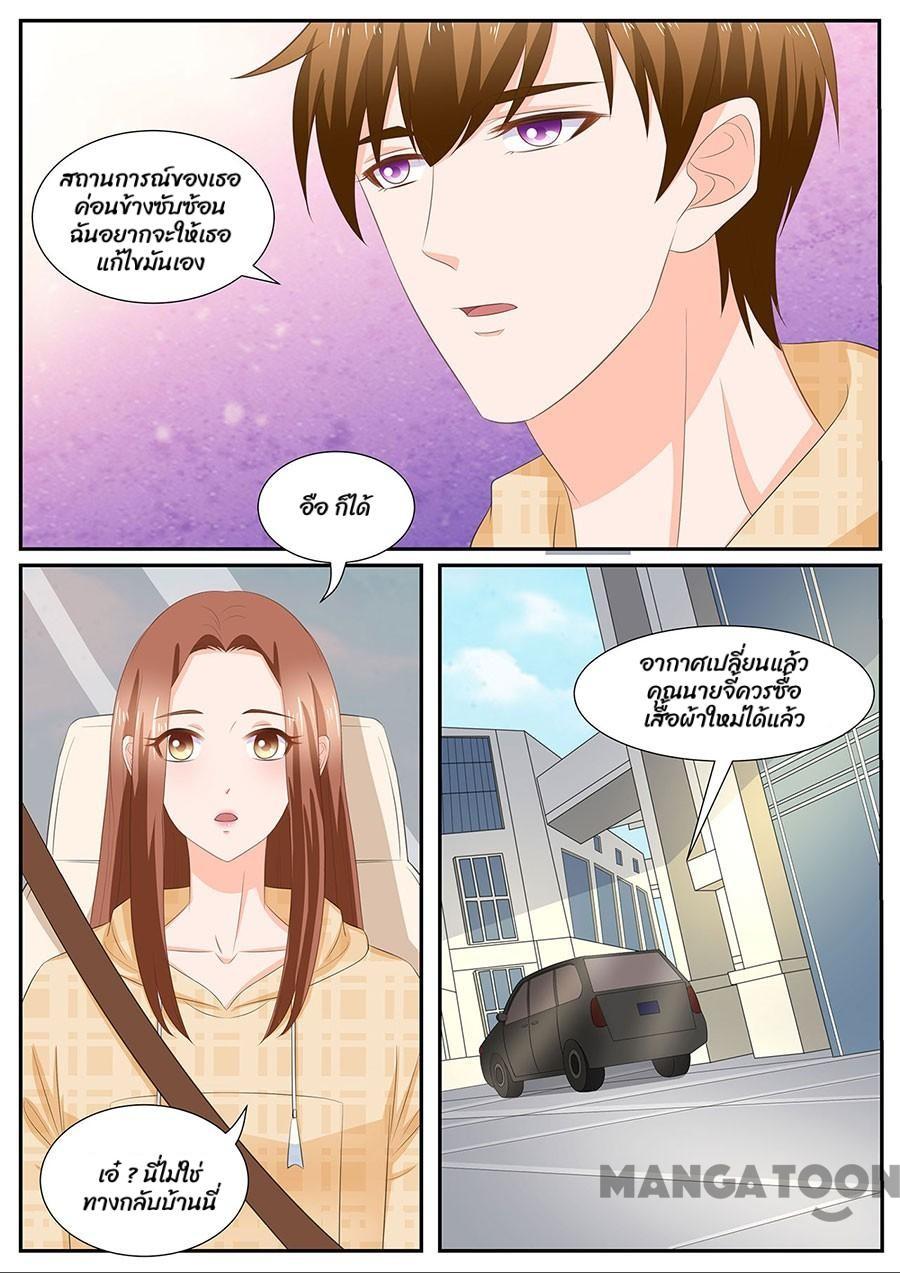 สถานการณ์ของเธอ
ค่อนข้างซับซ้อน
ฉันอยากจะให้เธอ
แก้ไขมันเอง
อือ ก็ได้
อากาศเปลี่ยนแล้ว
คุณนายจี้ควรซื้อ
เสื้อผ้าใหม่ได้แล้ว
เอ๋ ? นี่ไม่ใช่
ทางกลับบ้านนี่
MANGATOON